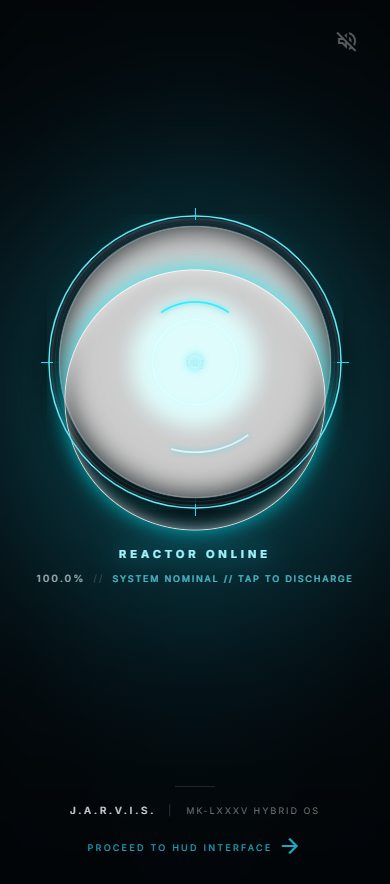 REACTOR ONLINE
100.0% // SYSTEM NOMINAL // TAP TO DISCHARGE
J.A.R.V.I.S. | MK-LXXXV HYBRID OS
PROCEED TO HUD INTERFACE →